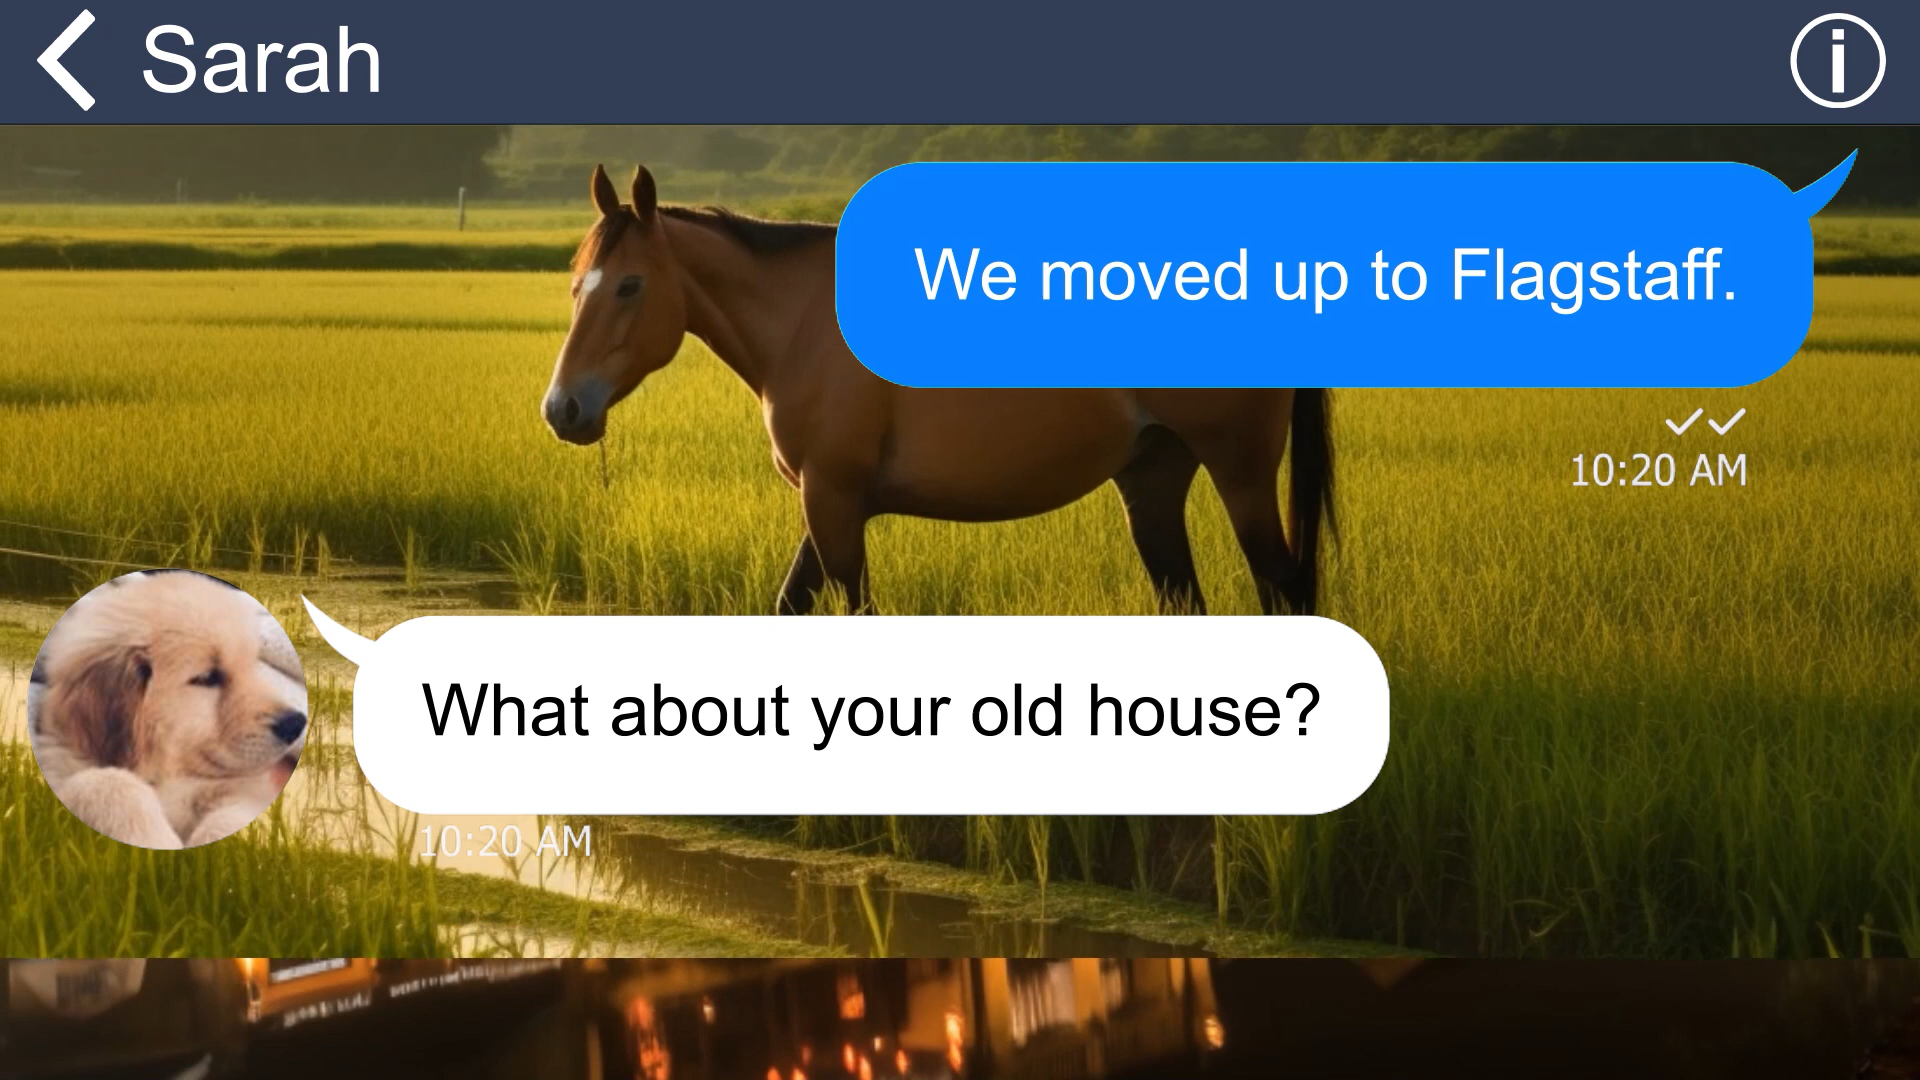 Sarah
We moved up to Flagstaff.
10:20 AM
What about your old house?
10:20 AM